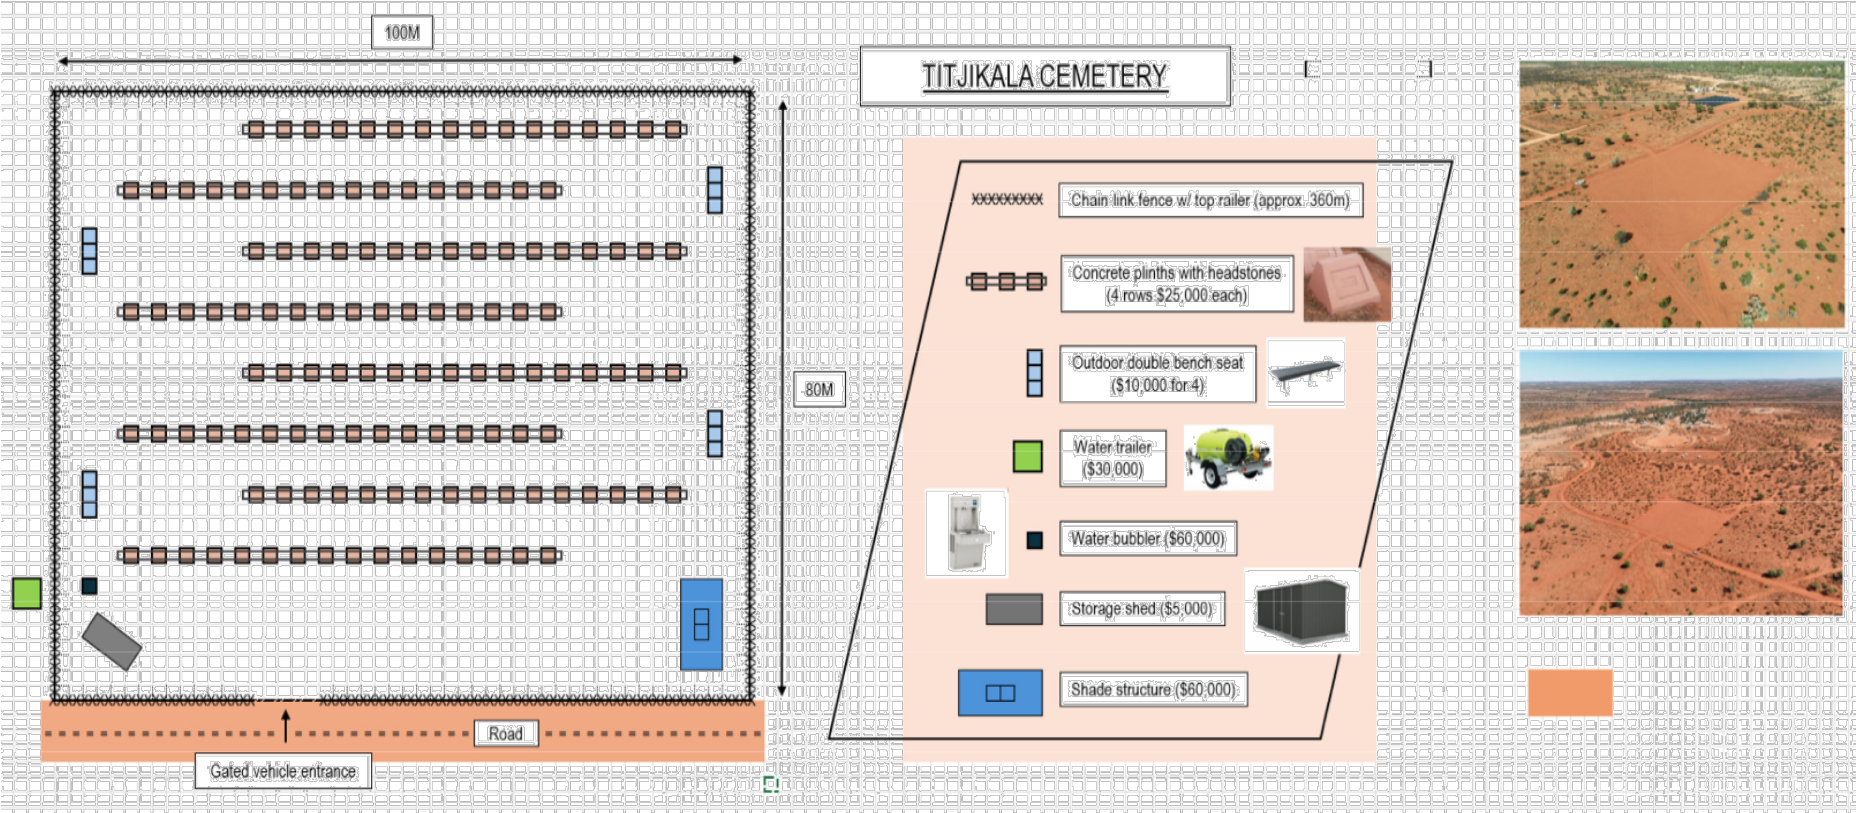 100M
TITJIKALA CEMETERY
80M
Chain link fence w/ top railer (approx. 360m)
Concrete plinths with headstones
(4 rows $25,000 each)
Outdoor double bench seat
($10,000 for 4)
Water trailer
($30,000)
Water bubbler ($60,000)
Storage shed ($5,000)
Shade structure ($60,000)
Road
Gated vehicle entrance